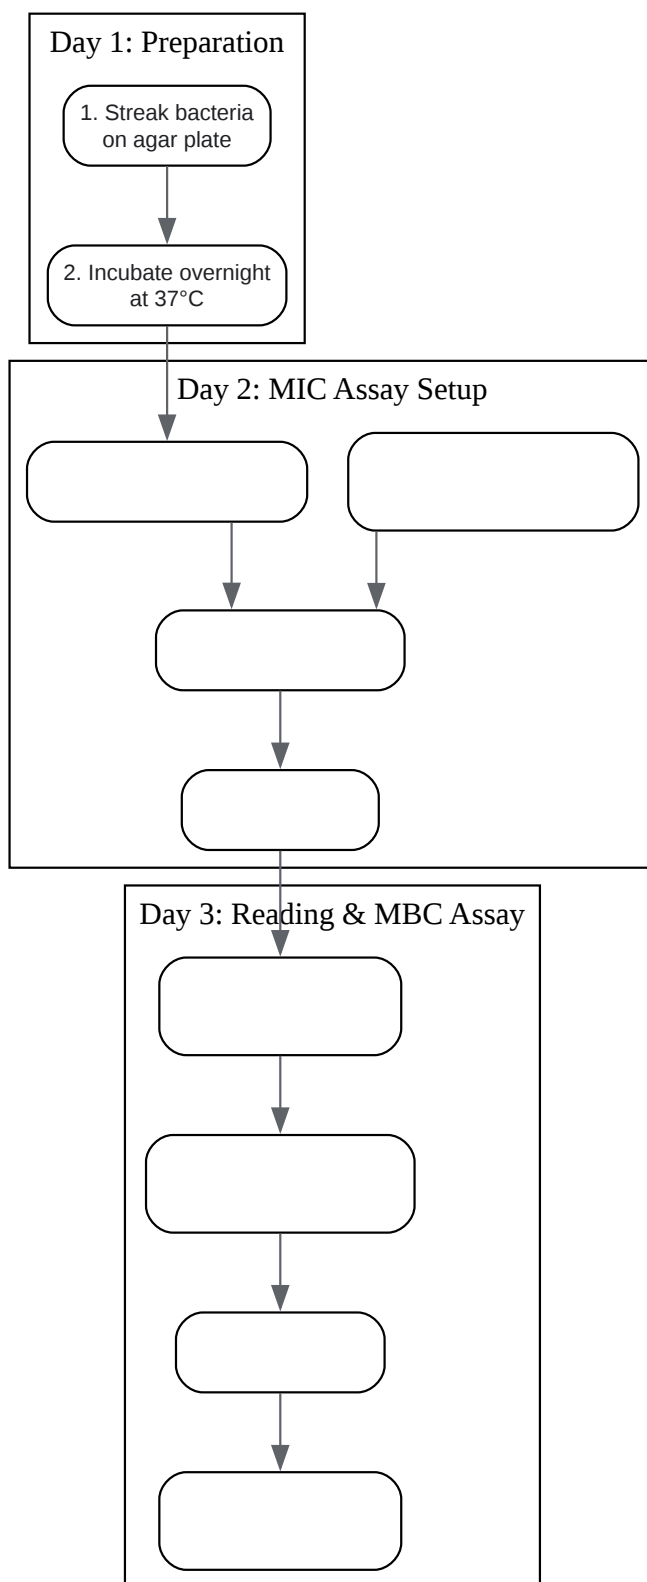 Day 1: Preparation
1. Streak bacteria
on agar plate
2. Incubate overnight
at 37°C
Day 2: MIC Assay Setup
Day 3: Reading & MBC Assay